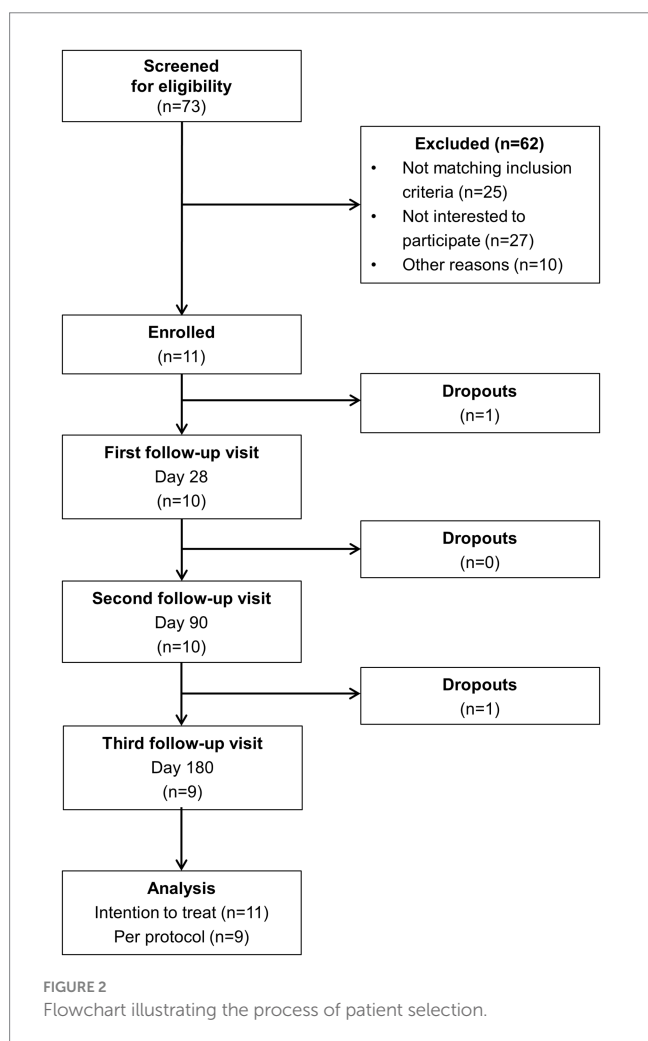 Screened
for eligibility
(n=73)
Excluded (n=62)
• Not matching inclusion
criteria (n=25)
• Not interested to
participate (n=27)
• Other reasons (n=10)
Enrolled
(n=11)
Dropouts
(n=1)
First follow-up visit
Day 28
(n=10)
Dropouts
(n=0)
Second follow-up visit
Day 90
(n=10)
Dropouts
(n=1)
Third follow-up visit
Day 180
(n=9)
Analysis
Intention to treat (n=11)
Per protocol (n=9)
FIGURE 2
Flowchart illustrating the process of patient selection.